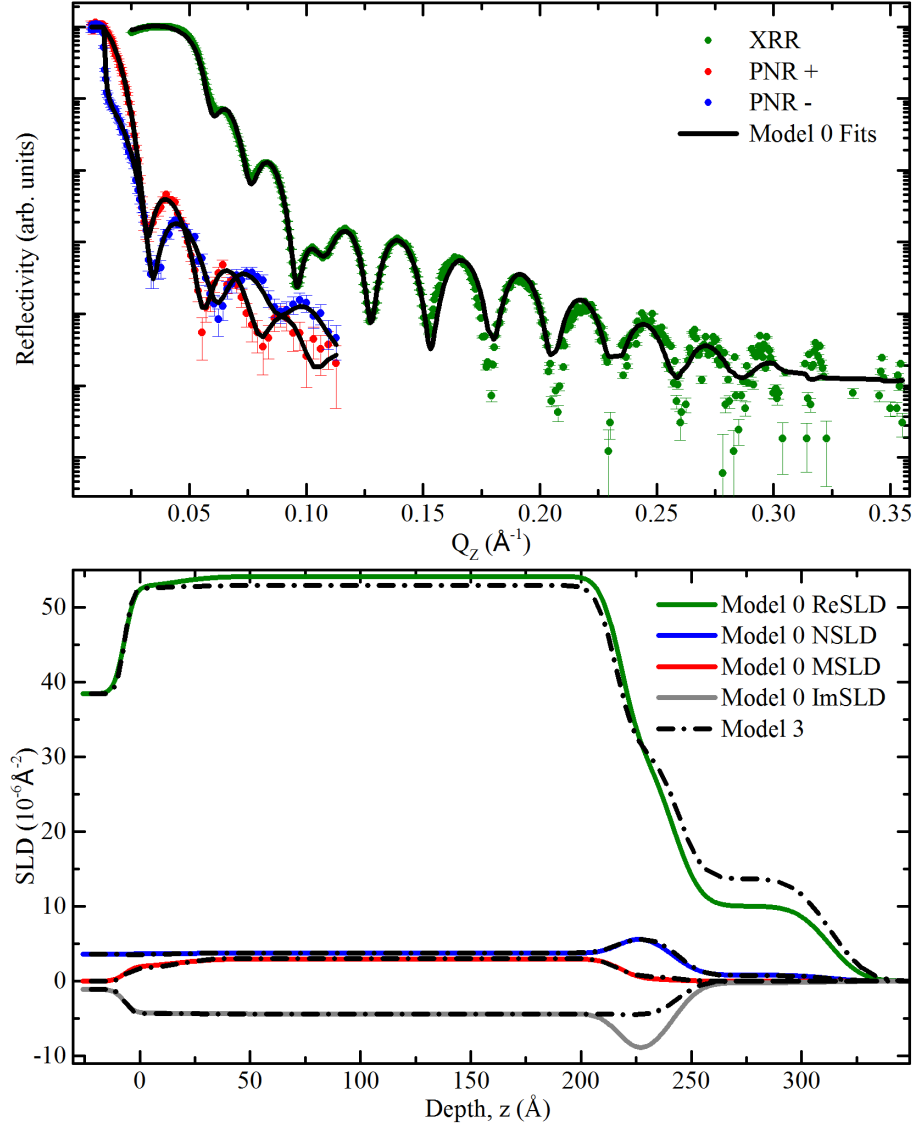 XRR
PNR +
PNR -
Model 0 Fits
Reflectivity (arb. units)
0.05 0.10 0.15 0.20 0.25 0.30 0.35
Q_Z (Å⁻¹)
50
40
30
20
10
0
-10
Model 0 ReSLD
Model 0 NSLD
Model 0 MSLD
Model 0 ImSLD
Model 3
SLD (10⁻⁶Å⁻²)
0 50 100 150 200 250 300
Depth, z (Å)